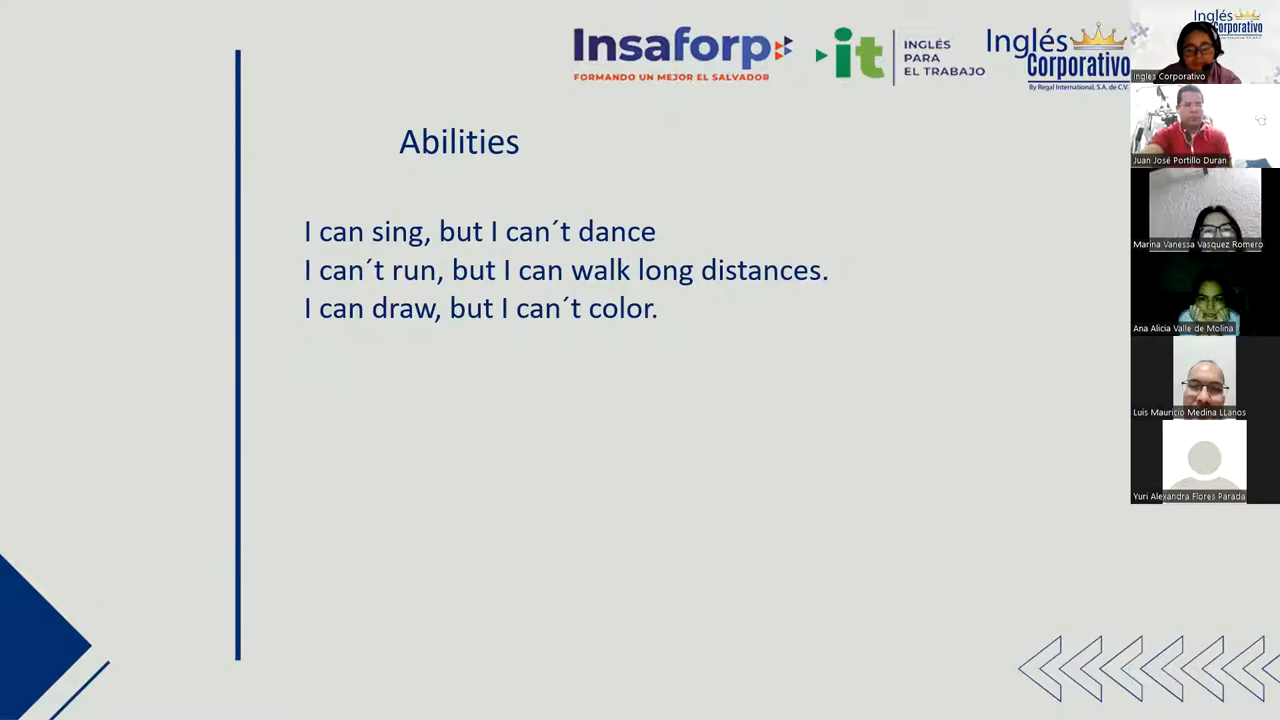 Insaforp
FORMANDO UN MEJOR EL SALVADOR
it
INGLÉS
PARA
EL TRABAJO
Inglés
Corporativo
By Regal International, S.A. de C.V.
Abilities
I can sing, but I can´t dance
I can´t run, but I can walk long distances.
I can draw, but I can´t color.
Inglés
Corporativo
Ingles Corporativo
Juan José Portillo Duran
Marina Vanessa Vasquez Romero
Ana Alicia Valle de Molina
Luis Mauricio Medina LLanos
Yuri Alexandra Flores Parada